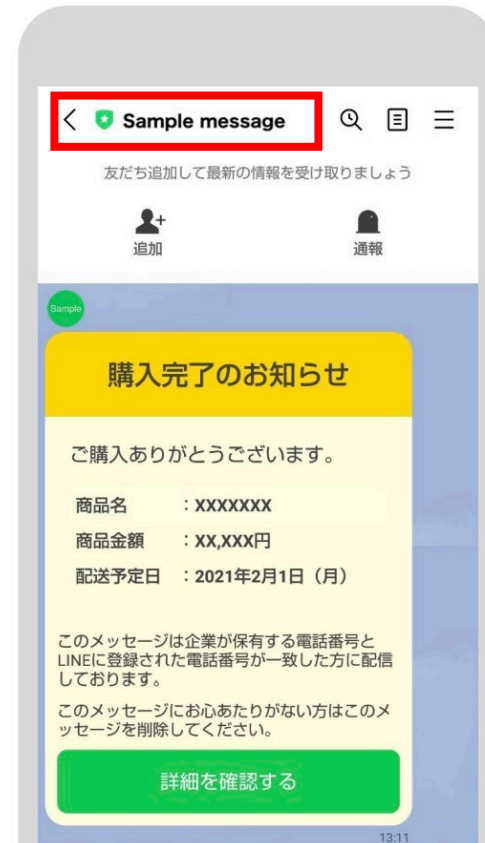 Sample message
友だち追加して最新の情報を受け取りましょう
追加
通報
Sample
購入完了のお知らせ
ご購入ありがとうございます。
商品名 ：XXXXXXX
商品金額 ：XX,XXX円
配送予定日 ：2021年2月1日（月）
このメッセージは企業が保有する電話番号と
LINEに登録された電話番号が一致した方に配信
しております。
このメッセージにお心あたりがない方はこのメ
ッセージを削除してください。
詳細を確認する
13:11